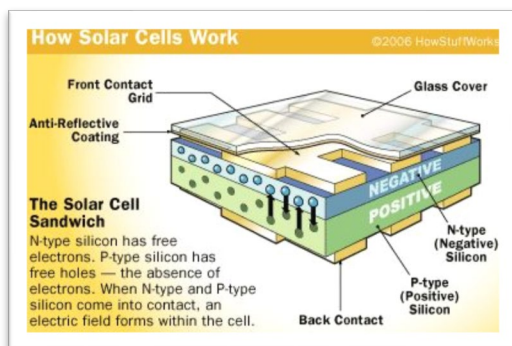 How Solar Cells Work
©2006 HowStuffWorks
Front Contact
Grid
Glass Cover
Anti-Reflective
Coating
NEGATIVE
POSITIVE
The Solar Cell
Sandwich
N-type silicon has free
electrons. P-type silicon has
free holes — the absence of
electrons. When N-type and P-type
silicon come into contact, an
electric field forms within the cell.
N-type
(Negative)
Silicon
P-type
(Positive)
Silicon
Back Contact